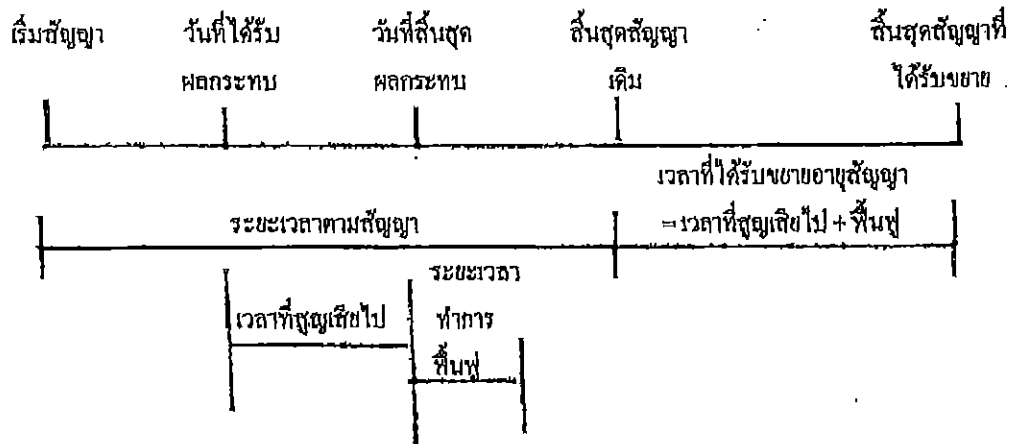 เริ่มสัญญา วันที่ได้รับ วันที่สิ้นสุด สิ้นสุดสัญญา สิ้นสุดสัญญาที่
ผลกระทบ ผลกระทบ เดิม ได้รับขยาย
เวลาที่ได้รับขยายอายุสัญญา
ระยะเวลาตามสัญญา =เวลาที่สูญเสียไป + ฟื้นฟู
ระยะเวลา
เวลาที่สูญเสียไป ทำการ
ฟื้นฟู